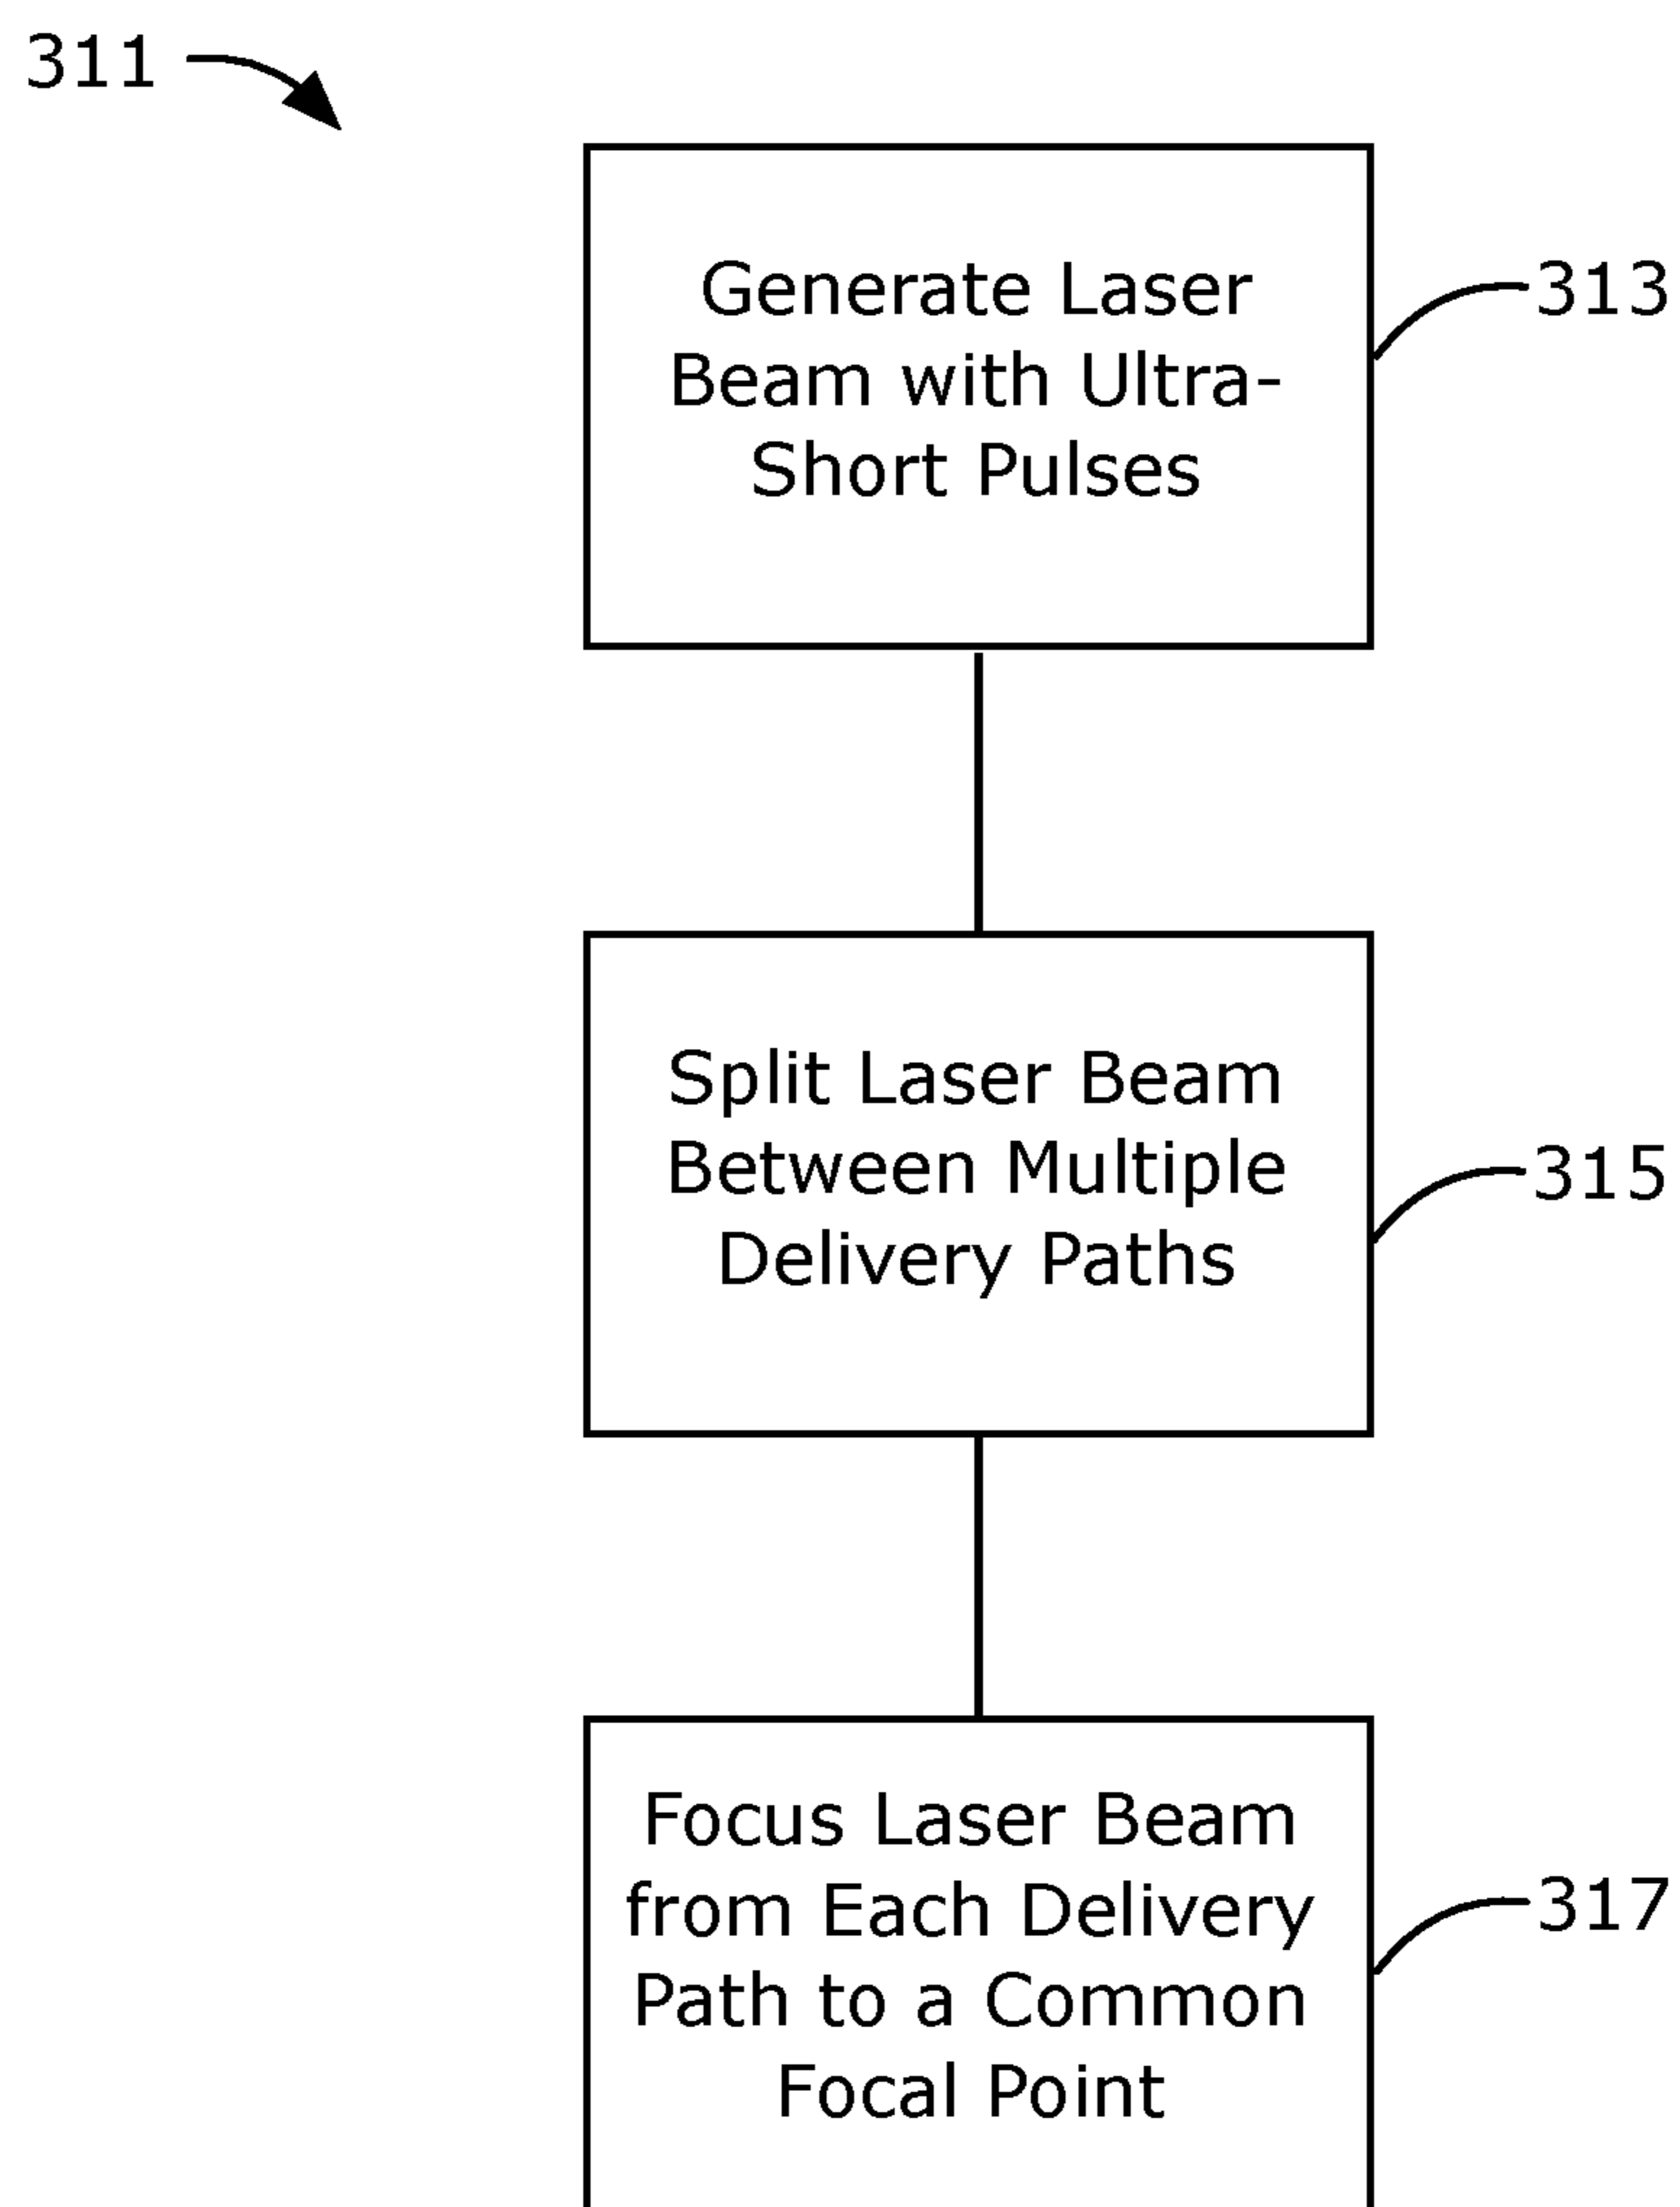 311
Generate Laser
Beam with Ultra-
Short Pulses
313
Split Laser Beam
Between Multiple
Delivery Paths
315
Focus Laser Beam
from Each Delivery
Path to a Common
Focal Point
317